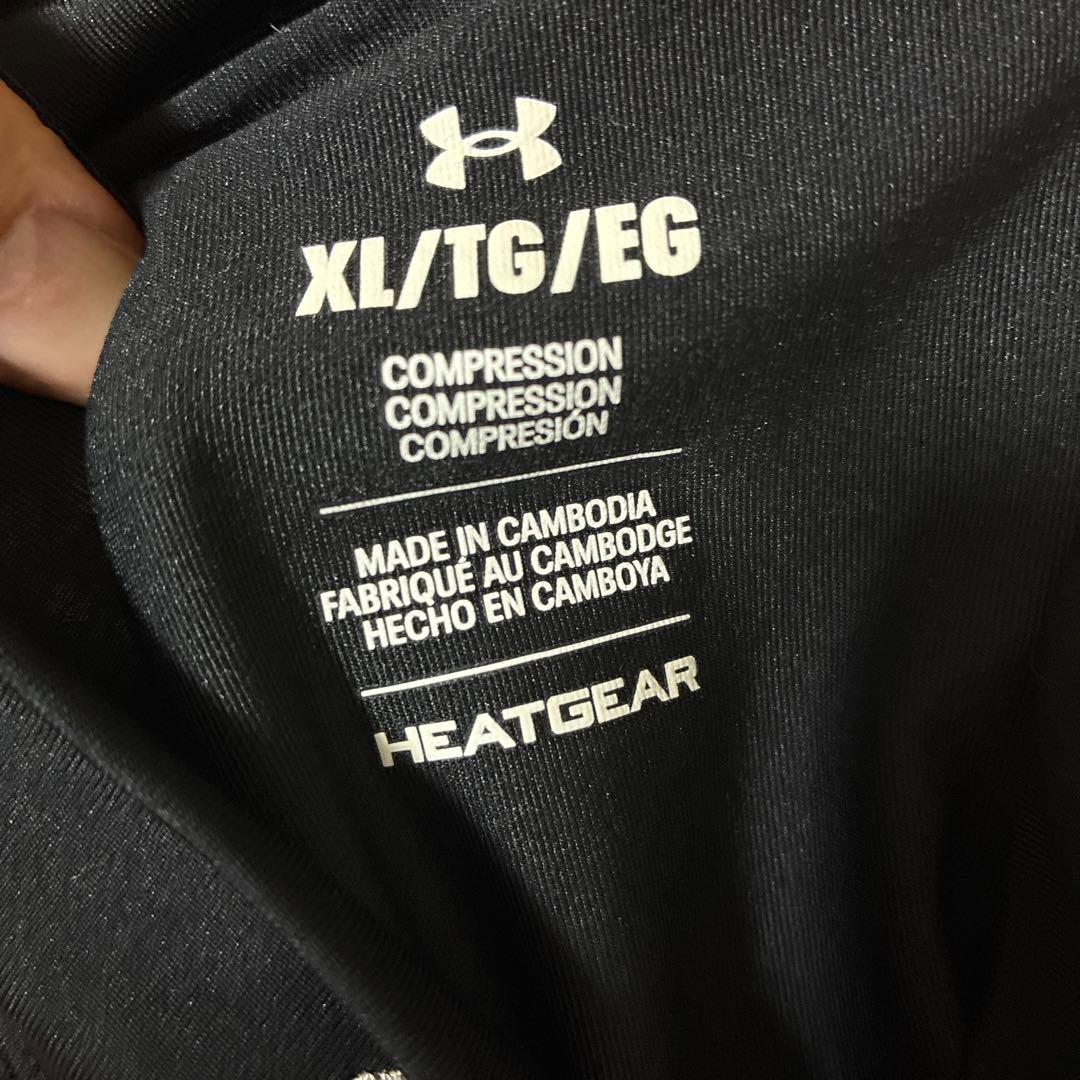 XL/TG/EG
COMPRESSION
COMPRESSION
COMPRESIÓN
MADE IN CAMBODIA
FABRIQUÉ AU CAMBODGE
HECHO EN CAMBOYA
HEATGEAR